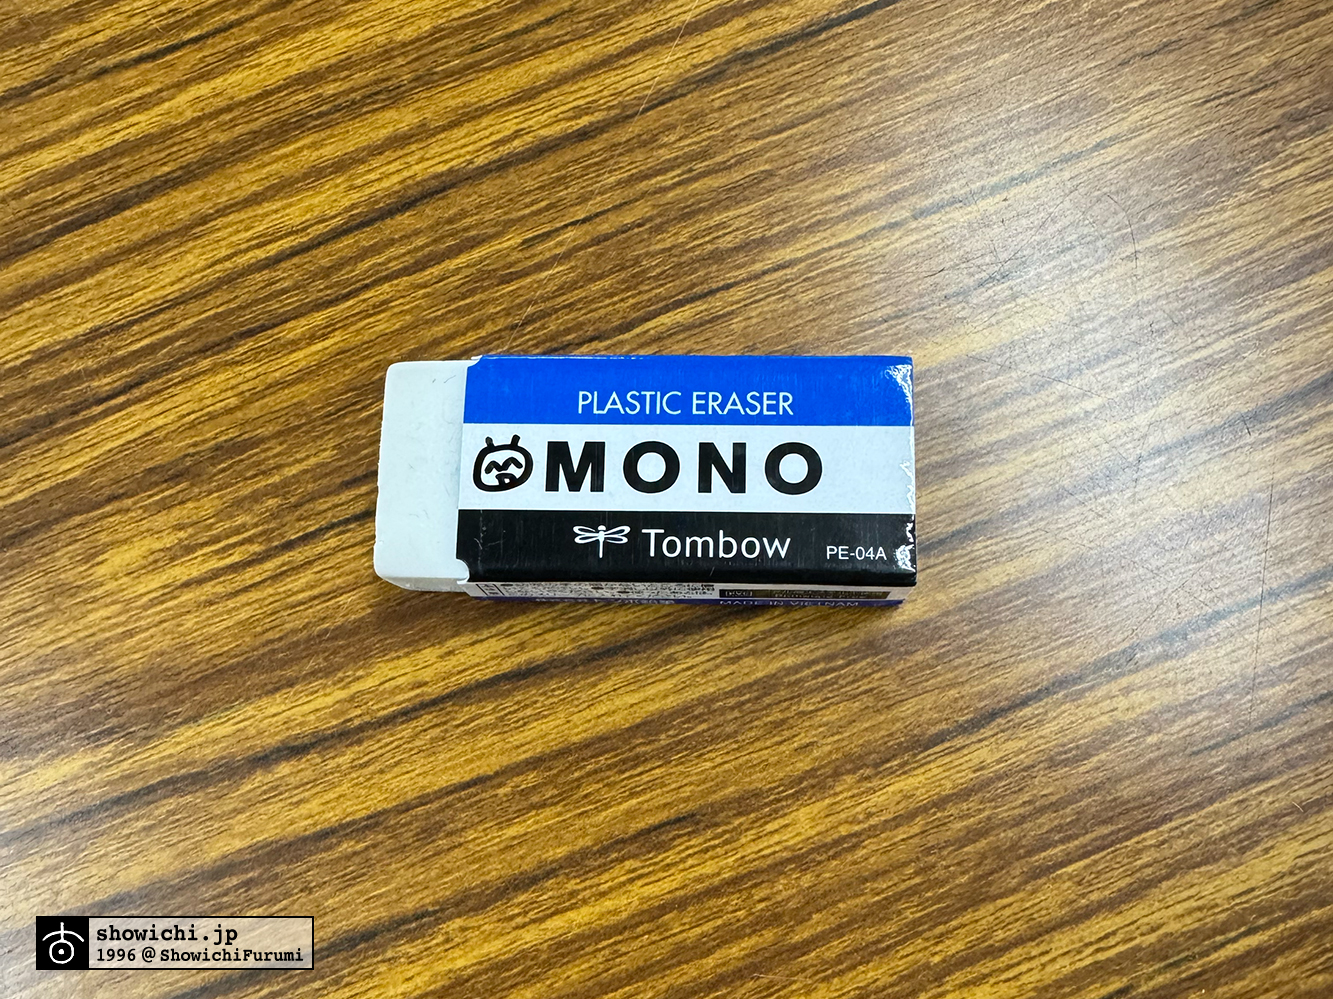 PLASTIC ERASER
MONO
Tombow
PE-04A
MADE IN VIETNAM
showichi.jp
1996 @ ShowichiFurumi